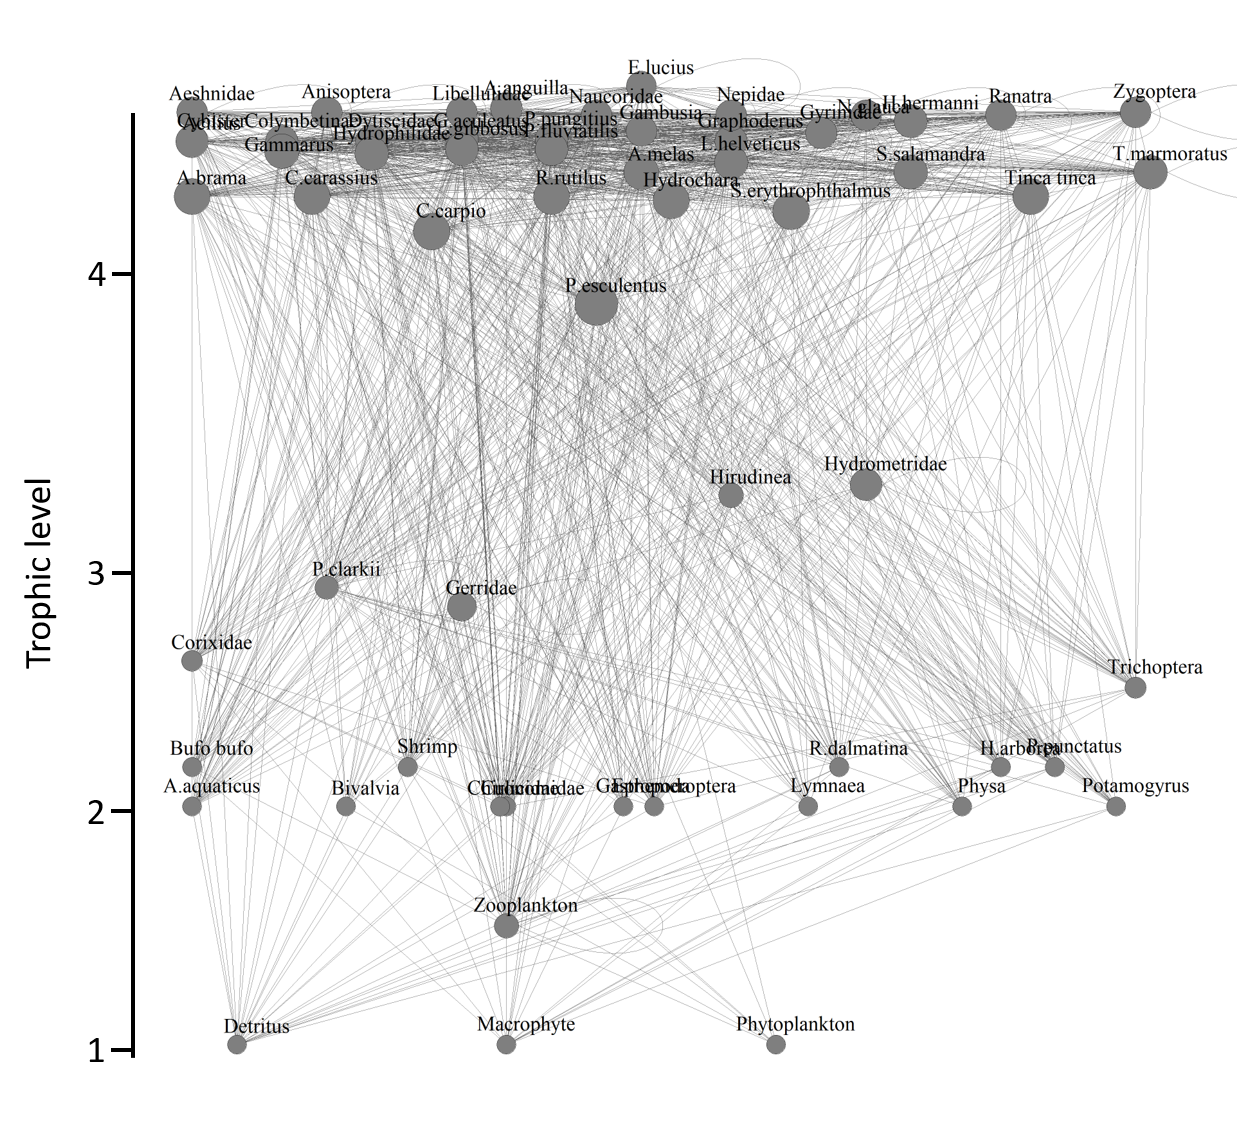 E.lucius
Aeshnidae
Anisoptera
Libellulidae
A.anguilla
Naucoridae
Nepidae
N.glauca
H.hermanni
Ranatra
Zygoptera
Colymbetinae
Dytiscidae
G.aculeatus
P.pungitius
Gambusia
Graphoderus
Gyrinidae
Acilius
Gammarus
Hydrophilidae
L.gibbosus
P.fluviatilis
A.melas
L.helveticus
S.salamandra
T.marmoratus
A.brama
C.carassius
R.rutilus
Hydrochara
S.erythrophthalmus
Tinca tinca
C.carpio
4
P.esculentus
Hirudinea
Hydrometridae
Trophic level
3
P.clarkii
Gerridae
Corixidae
Trichoptera
Bufo bufo
Shrimp
R.dalmatina
H.arborea
P.punctatus
A.aquaticus
Bivalvia
Chironomidae
Gastropoda
Ephemeroptera
Lymnaea
Physa
Potamogyrus
2
Zooplankton
Detritus
Macrophyte
Phytoplankton
1